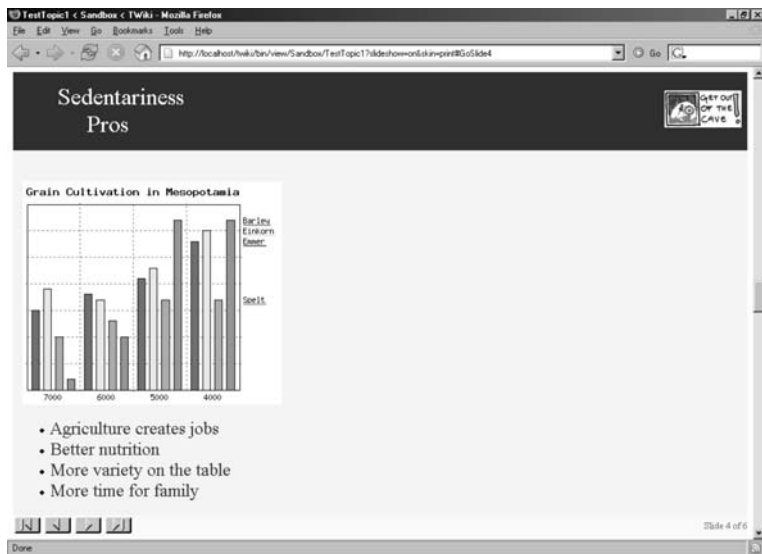 TestTopic1 < Sandbox < TWiki - Mozilla Firefox
File Edit View Go Bookmarks Tools Help
http://localhost/twiki/bin/view/Sandbox/TestTopic1?slideshow=on&skin=print#GoSlide4
Go
Sedentariness
Pros
GET OUT
OF THE
CAVE!
Grain Cultivation in Mesopotamia
Barley
Einkorn
Emmer
Spelt
7000 6000 5000 4000
• Agriculture creates jobs
• Better nutrition
• More variety on the table
• More time for family
Slide 4 of 6
Done